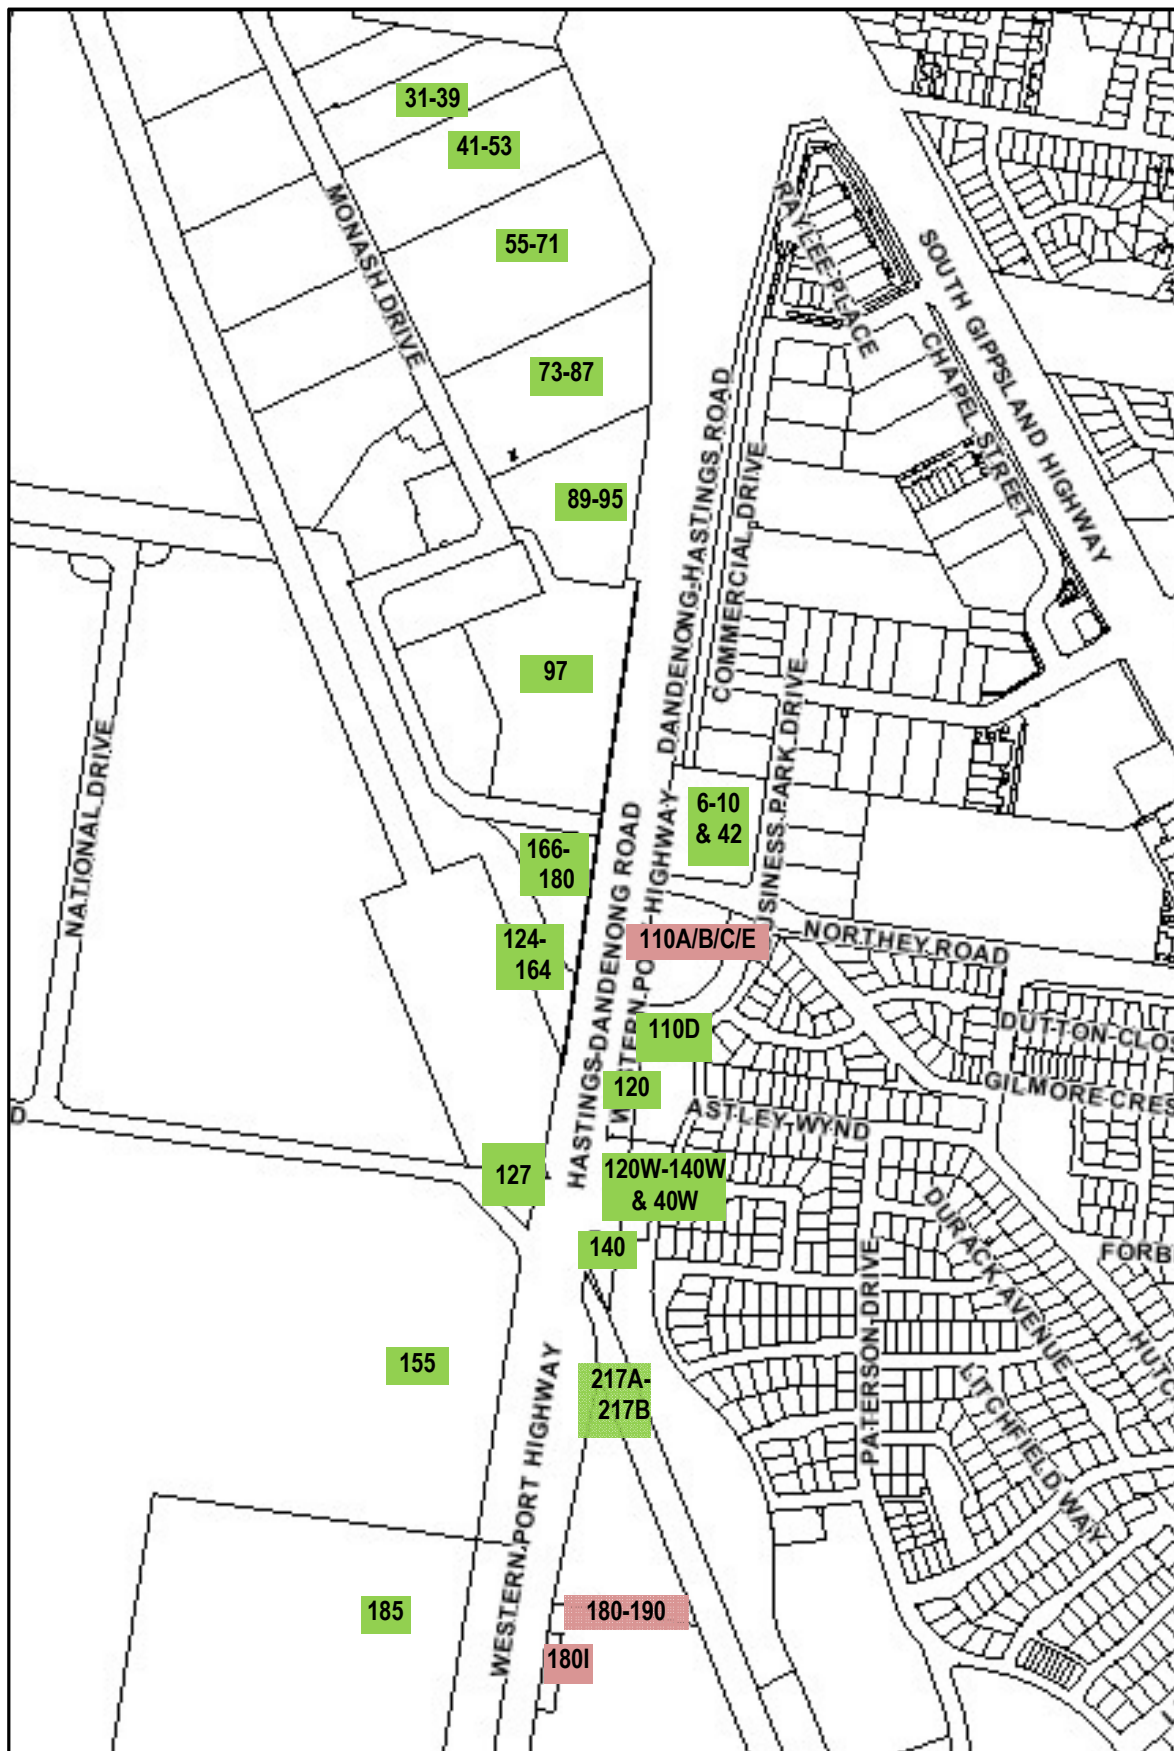 31-39
41-53
55-71
MONASH DRIVE
RAYLEE PLACE
SOUTH GIPPSLAND HIGHWAY
CHAPEL STREET
73-87
89-95
DANDENONG-HASTINGS ROAD
COMMERCIAL DRIVE
97
NATIONAL DRIVE
6-10
& 42
USINESS PARK DRIVE
166-
180
HASTINGS-DANDENONG ROAD
HIGHWAY
124-
164
110A/B/C/E
NORTHEY ROAD
110D
DUTTON CLOS
120
GILMORE CRES
ASTLEY WYND
D
127
120W-140W
& 40W
DURACK AVENUE
140
FORB
PATERSON DRIVE
HUTC
155
217A-
217B
LITCHFIELD WAY
WESTERN PORT HIGHWAY
185
180-190
180I